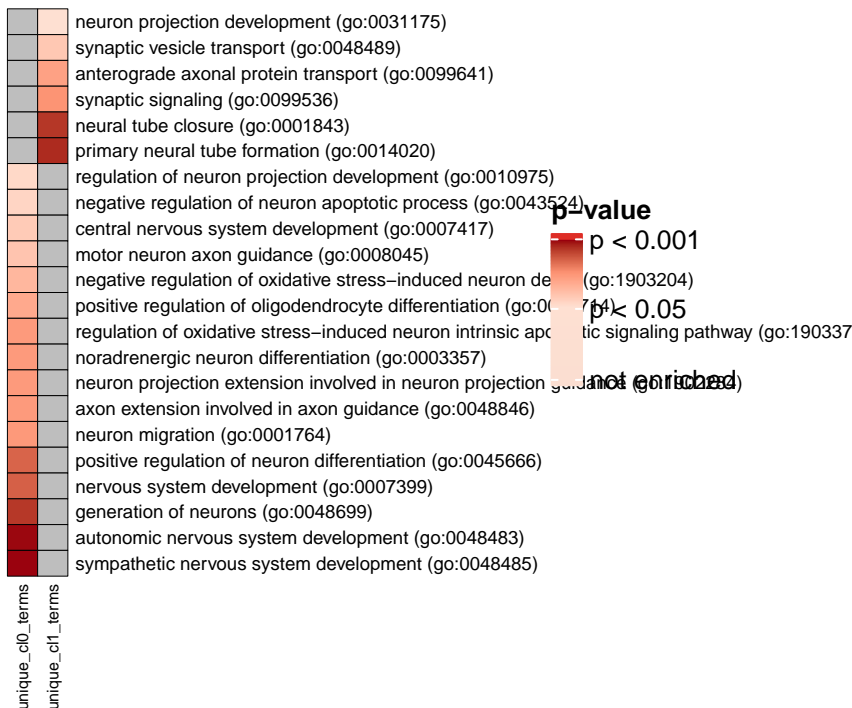 neuron projection development (go:0031175)
synaptic vesicle transport (go:0048489)
anterograde axonal protein transport (go:0099641)
synaptic signaling (go:0099536)
neural tube closure (go:0001843)
primary neural tube formation (go:0014020)
regulation of neuron projection development (go:0010975)
negative regulation of neuron apoptotic process (go:0043524)
p-value
central nervous system development (go:0007417)
p < 0.001
motor neuron axon guidance (go:0008045)
negative regulation of oxidative stress-induced neuron (go:1903204)
positive regulation of oligodendrocyte differentiation
p < 0.05
regulation of oxidative stress-induced neuron intrinsic signaling pathway (go:190337
noradrenergic neuron differentiation (go:0003357)
neuron projection extension involved in neuron projection guidance
not enriched
axon extension involved in axon guidance (go:0048846)
neuron migration (go:0001764)
positive regulation of neuron differentiation (go:0045666)
nervous system development (go:0007399)
generation of neurons (go:0048699)
autonomic nervous system development (go:0048483)
sympathetic nervous system development (go:0048485)
unique_cl0_terms
unique_cl1_terms